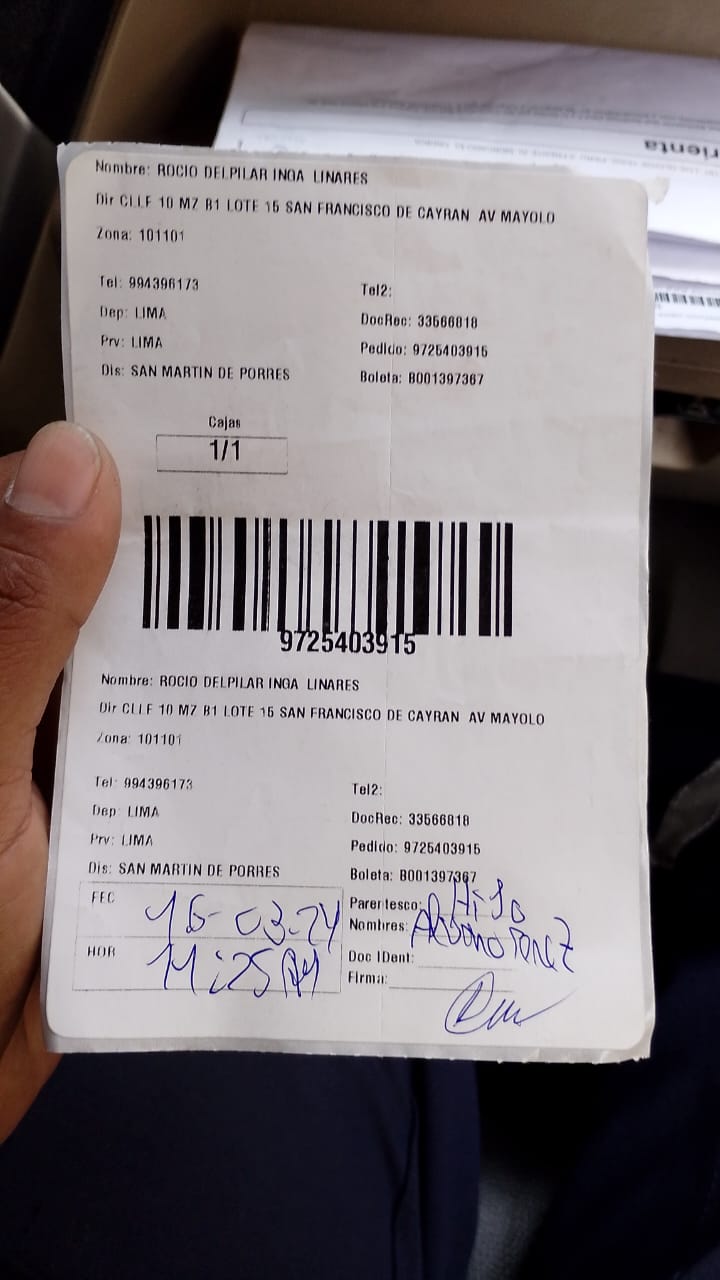 Nombre: ROCIO DELPILAR INGA LINARES
Dir CLLE 10 MZ B1 LOTE 15 SAN FRANCISCO DE CAYRAN AV MAYOLO
Zona: 101101
Tel: 994396173
Tel2:
Dep: LIMA
DocRec: 33566818
Prv: LIMA
Pedido: 9725403915
Dis: SAN MARTIN DE PORRES
Boleta: B001397367
Cajas
1/1
9725403915
Nombre: ROCIO DELPILAR INGA LINARES
Dir CLLE 10 MZ B1 LOTE 15 SAN FRANCISCO DE CAYRAN AV MAYOLO
Zona: 101101
Tel: 994396173
Tel2:
Dep: LIMA
DocRec: 33566818
Prv: LIMA
Pedido: 9725403915
Dis: SAN MARTIN DE PORRES
Boleta: B001397367
FEC 16-03-24
Parentesco: Hijo
Nombres:
HOR 11:25 AM
Doc IDent:
Firma:
rienta